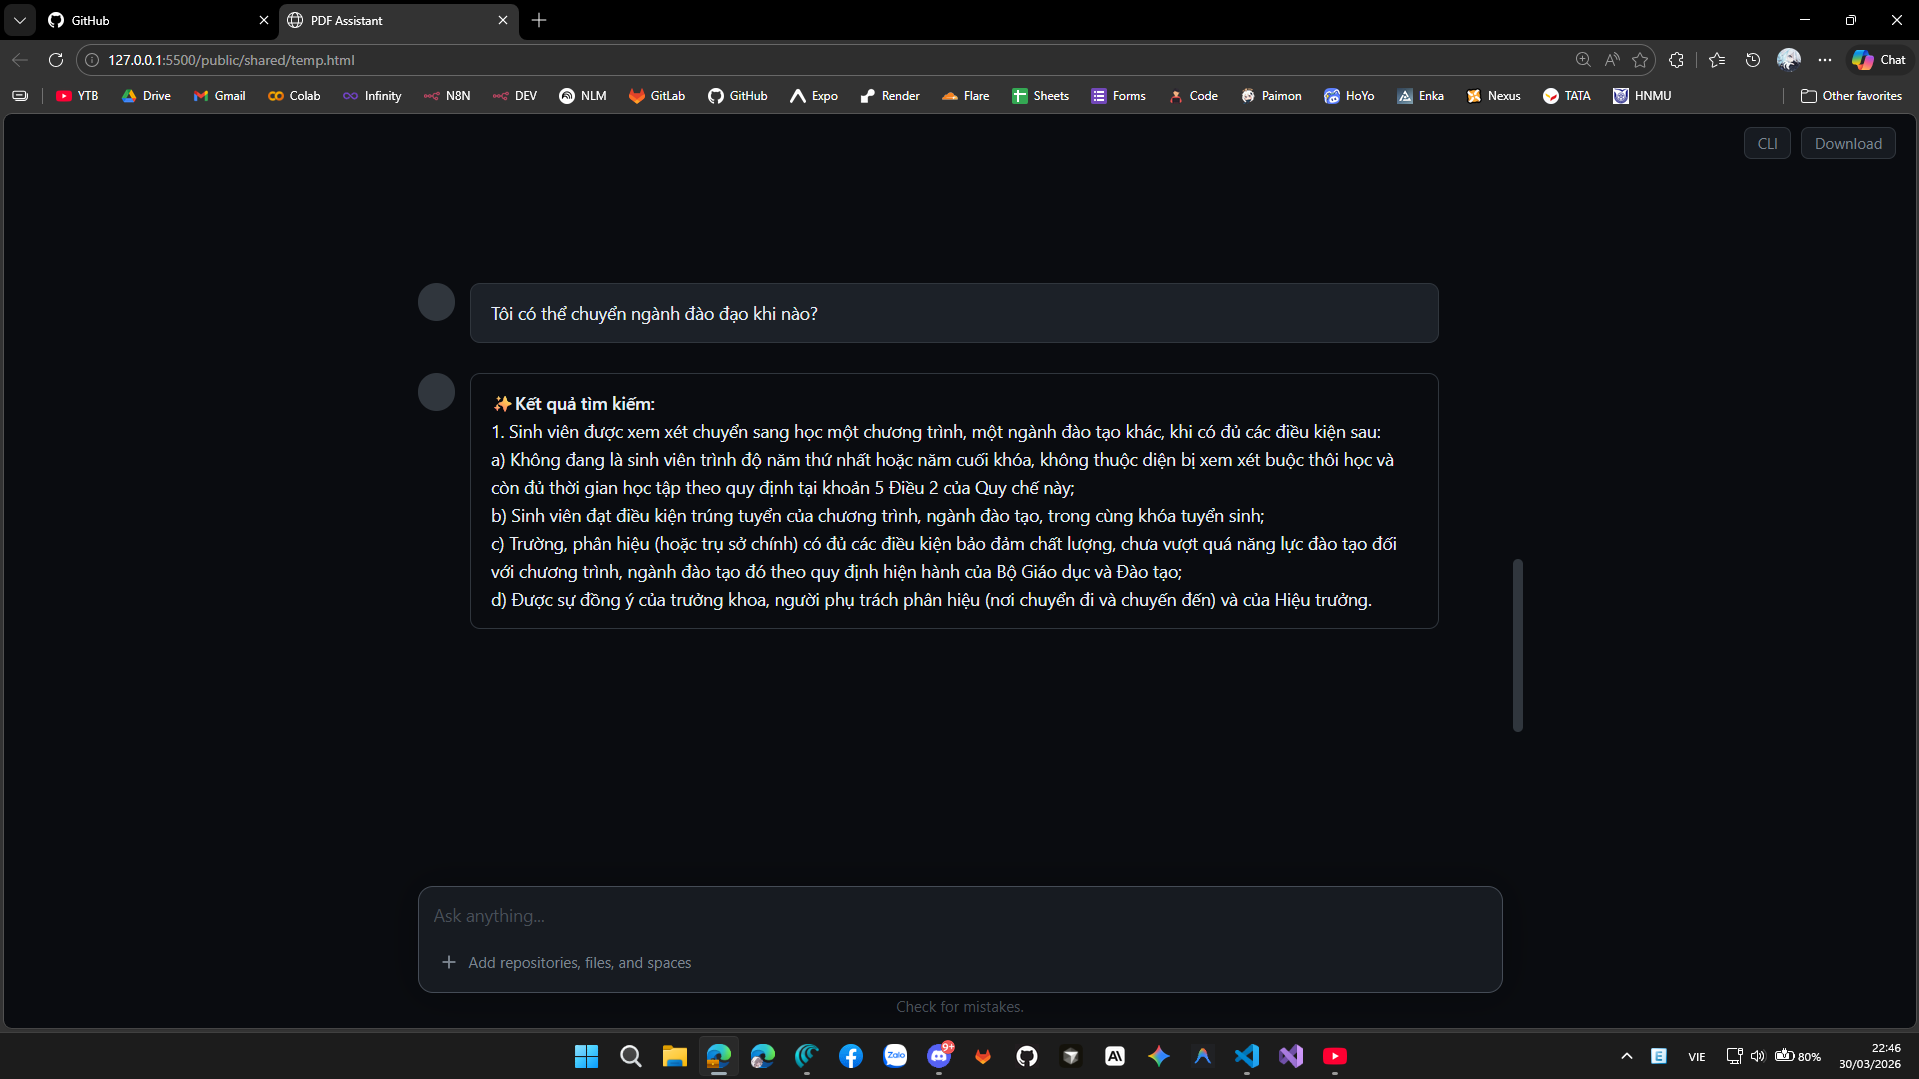 GitHub
PDF Assistant
127.0.0.1:5500/public/shared/temp.html
Chat
YTB
Drive
Gmail
Colab
Infinity
N8N
DEV
NLM
GitLab
GitHub
Expo
Render
Flare
Sheets
Forms
Code
Paimon
HoYo
Enka
Nexus
TATA
HNMU
Other favorites
CLI
Download
Tôi có thể chuyển ngành đào đạo khi nào?
✨Kết quả tìm kiếm:
1. Sinh viên được xem xét chuyển sang học một chương trình, một ngành đào tạo khác, khi có đủ các điều kiện sau:
a) Không đang là sinh viên trình độ năm thứ nhất hoặc năm cuối khóa, không thuộc diện bị xem xét buộc thôi học và
còn đủ thời gian học tập theo quy định tại khoản 5 Điều 2 của Quy chế này;
b) Sinh viên đạt điều kiện trúng tuyển của chương trình, ngành đào tạo, trong cùng khóa tuyển sinh;
c) Trường, phân hiệu (hoặc trụ sở chính) có đủ các điều kiện bảo đảm chất lượng, chưa vượt quá năng lực đào tạo đối
với chương trình, ngành đào tạo đó theo quy định hiện hành của Bộ Giáo dục và Đào tạo;
d) Được sự đồng ý của trưởng khoa, người phụ trách phân hiệu (nơi chuyển đi và chuyến đến) và của Hiệu trưởng.
Ask anything...
Add repositories, files, and spaces
Check for mistakes.
Zalo
9+
E
VIE
80%
22:46
30/03/2026